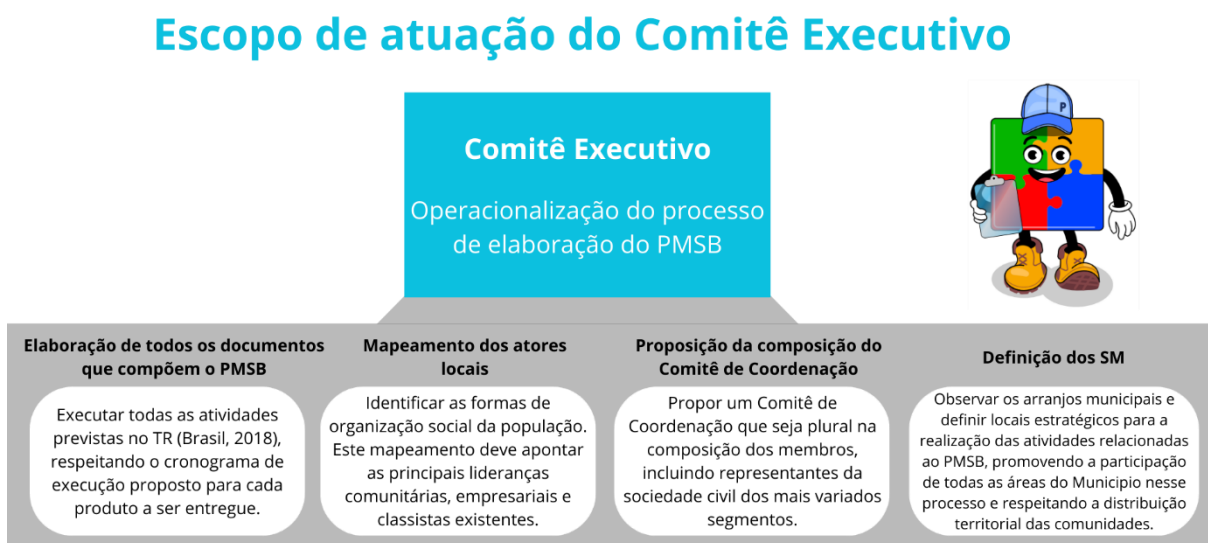 Escopo de atuação do Comitê Executivo
Comitê Executivo
Operacionalização do processo
de elaboração do PMSB
P
Elaboração de todos os documentos
que compõem o PMSB
Executar todas as atividades
previstas no TR (Brasil, 2018),
respeitando o cronograma de
execução proposto para cada
produto a ser entregue.
Mapeamento dos atores
locais
Identificar as formas de
organização social da população.
Este mapeamento deve apontar
as principais lideranças
comunitárias, empresariais e
classistas existentes.
Proposição da composição do
Comitê de Coordenação
Propor um Comitê de
Coordenação que seja plural na
composição dos membros,
incluindo representantes da
sociedade civil dos mais variados
segmentos.
Definição dos SM
Observar os arranjos municipais e
definir locais estratégicos para a
realização das atividades relacionadas
ao PMSB, promovendo a participação
de todas as áreas do Municipio nesse
processo e respeitando a distribuição
territorial das comunidades.